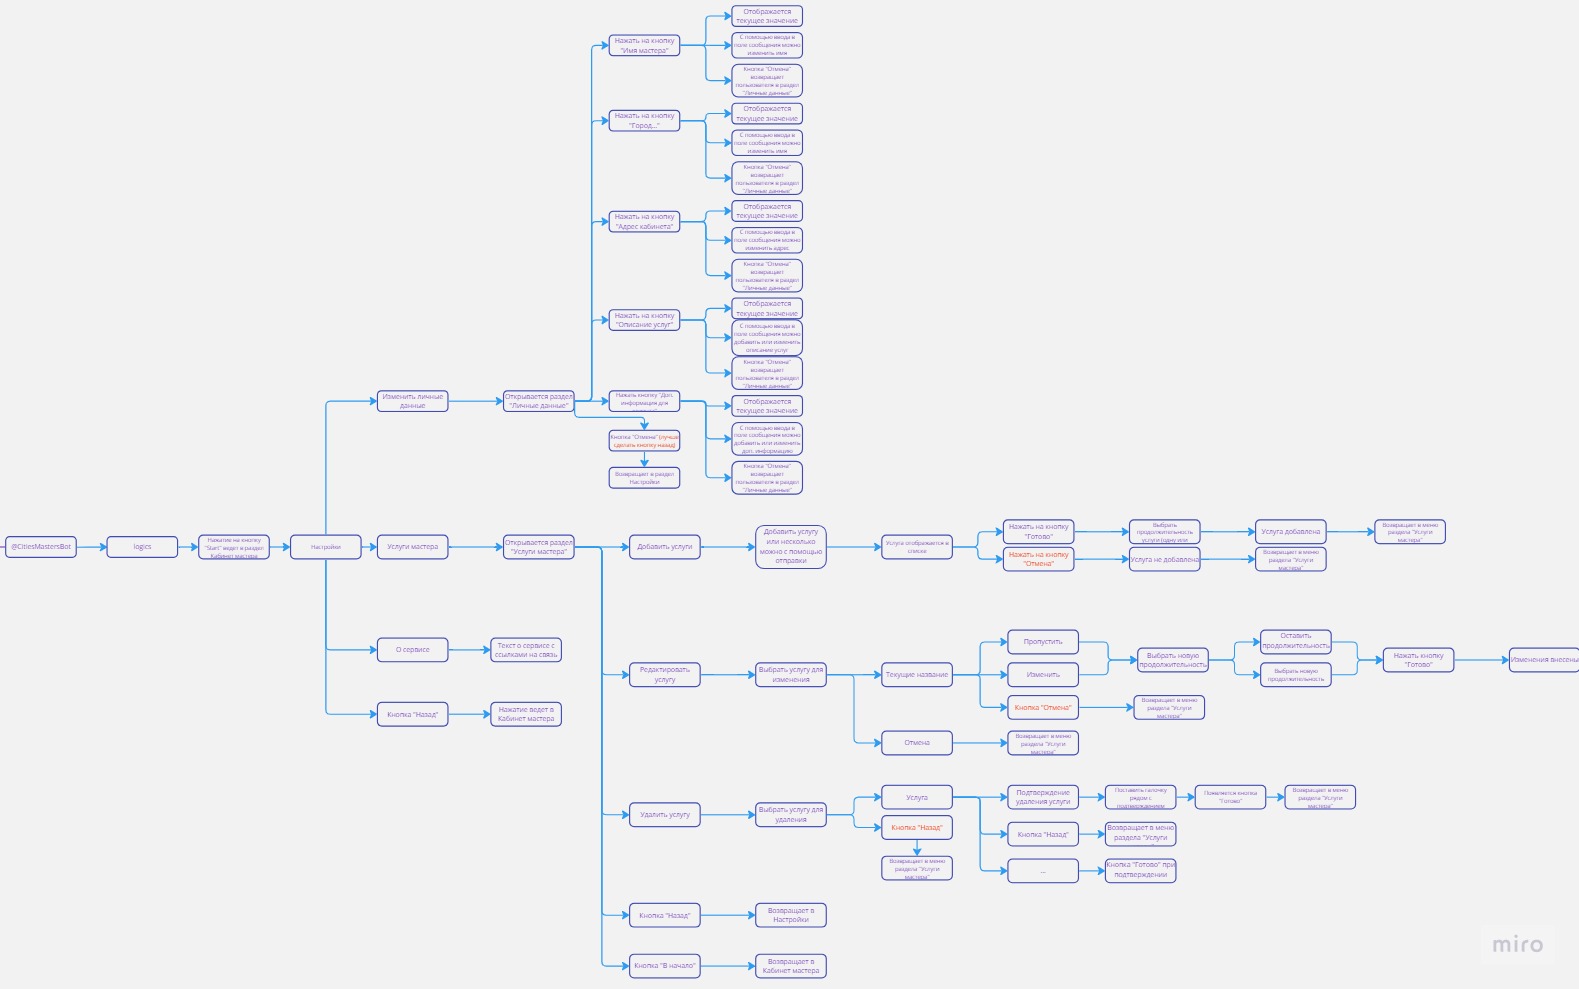 Отображается
текущее значение
С помощью ввода в
поле сообщения можно
изменить имя
Нажать на кнопку
"Имя мастера"
Кнопка "Отмена"
возвращает
пользователя в раздел
"Личные данные"
Отображается
текущее значение
Нажать на кнопку
"Город..."
С помощью ввода в
поле сообщения можно
изменить имя
Кнопка "Отмена"
возвращает
пользователя в раздел
"Личные данные"
Отображается
текущее значение
Нажать на кнопку
"Адрес кабинета"
С помощью ввода в
поле сообщения можно
изменить адрес
Кнопка "Отмена"
возвращает
пользователя в раздел
"Личные данные"
Отображается
текущее значение
Нажать на кнопку
"Описание услуг"
С помощью ввода в
поле сообщения можно
добавить или изменить
описание услуг
Кнопка "Отмена"
возвращает
пользователя в раздел
"Личные данные"
Изменить личные
данные
Открывается раздел
"Личные данные"
Нажать кнопку "Доп.
информация для
Отображается
текущее значение
Кнопка "Отмена" (лучше
сделать кнопку назад)
С помощью ввода в
поле сообщения можно
добавить или изменить
доп. информацию
Возвращает в раздел
Настройки
Кнопка "Отмена"
возвращает
пользователя в раздел
"Личные данные"
@CitiesMastersBot
logics
Нажатие на кнопку
"Start" ведет в раздел
Кабинет мастера
Настройки
Услуги мастера
Открывается раздел
"Услуги мастера"
Добавить услуги
Добавить услугу
или несколько
можно с помощью
отправки
Услуга отображается в
списке
Нажать на кнопку
"Готово"
Выбрать
продолжительность
услуги (одну или
Услуга добавлена
Возвращает в меню
раздела "Услуги
мастера"
Нажать на кнопку
"Отмена"
Услуга не добавлена
Возвращает в меню
раздела "Услуги
мастера"
О сервисе
Текст о сервисе с
ссылками на связь
Кнопка "Назад"
Нажатие ведет в
Кабинет мастера
Редактировать
услугу
Выбрать услугу для
изменения
Текущие название
Пропустить
Изменить
Кнопка "Отмена"
Выбрать новую
продолжительность
Оставить
продолжительность
Выбрать новую
продолжительность
Нажать кнопку
"Готово"
Изменения внесены
Возвращает в меню
раздела "Услуги
мастера"
Отмена
Возвращает в меню
раздела "Услуги
мастера"
Удалить услугу
Выбрать услугу для
удаления
Услуга
Подтверждение
удаления услуги
Поставить галочку
рядом с
подтверждением
Появляется кнопка
"Готово"
Возвращает в меню
раздела "Услуги
мастера"
Кнопка "Назад"
Кнопка "Назад"
Возвращает в меню
раздела "Услуги
Возвращает в меню
раздела "Услуги
мастера"
...
Кнопка "Готово" при
подтверждении
Кнопка "Назад"
Возвращает в
Настройки
Кнопка "В начало"
Возвращает в
Кабинет мастера
miro